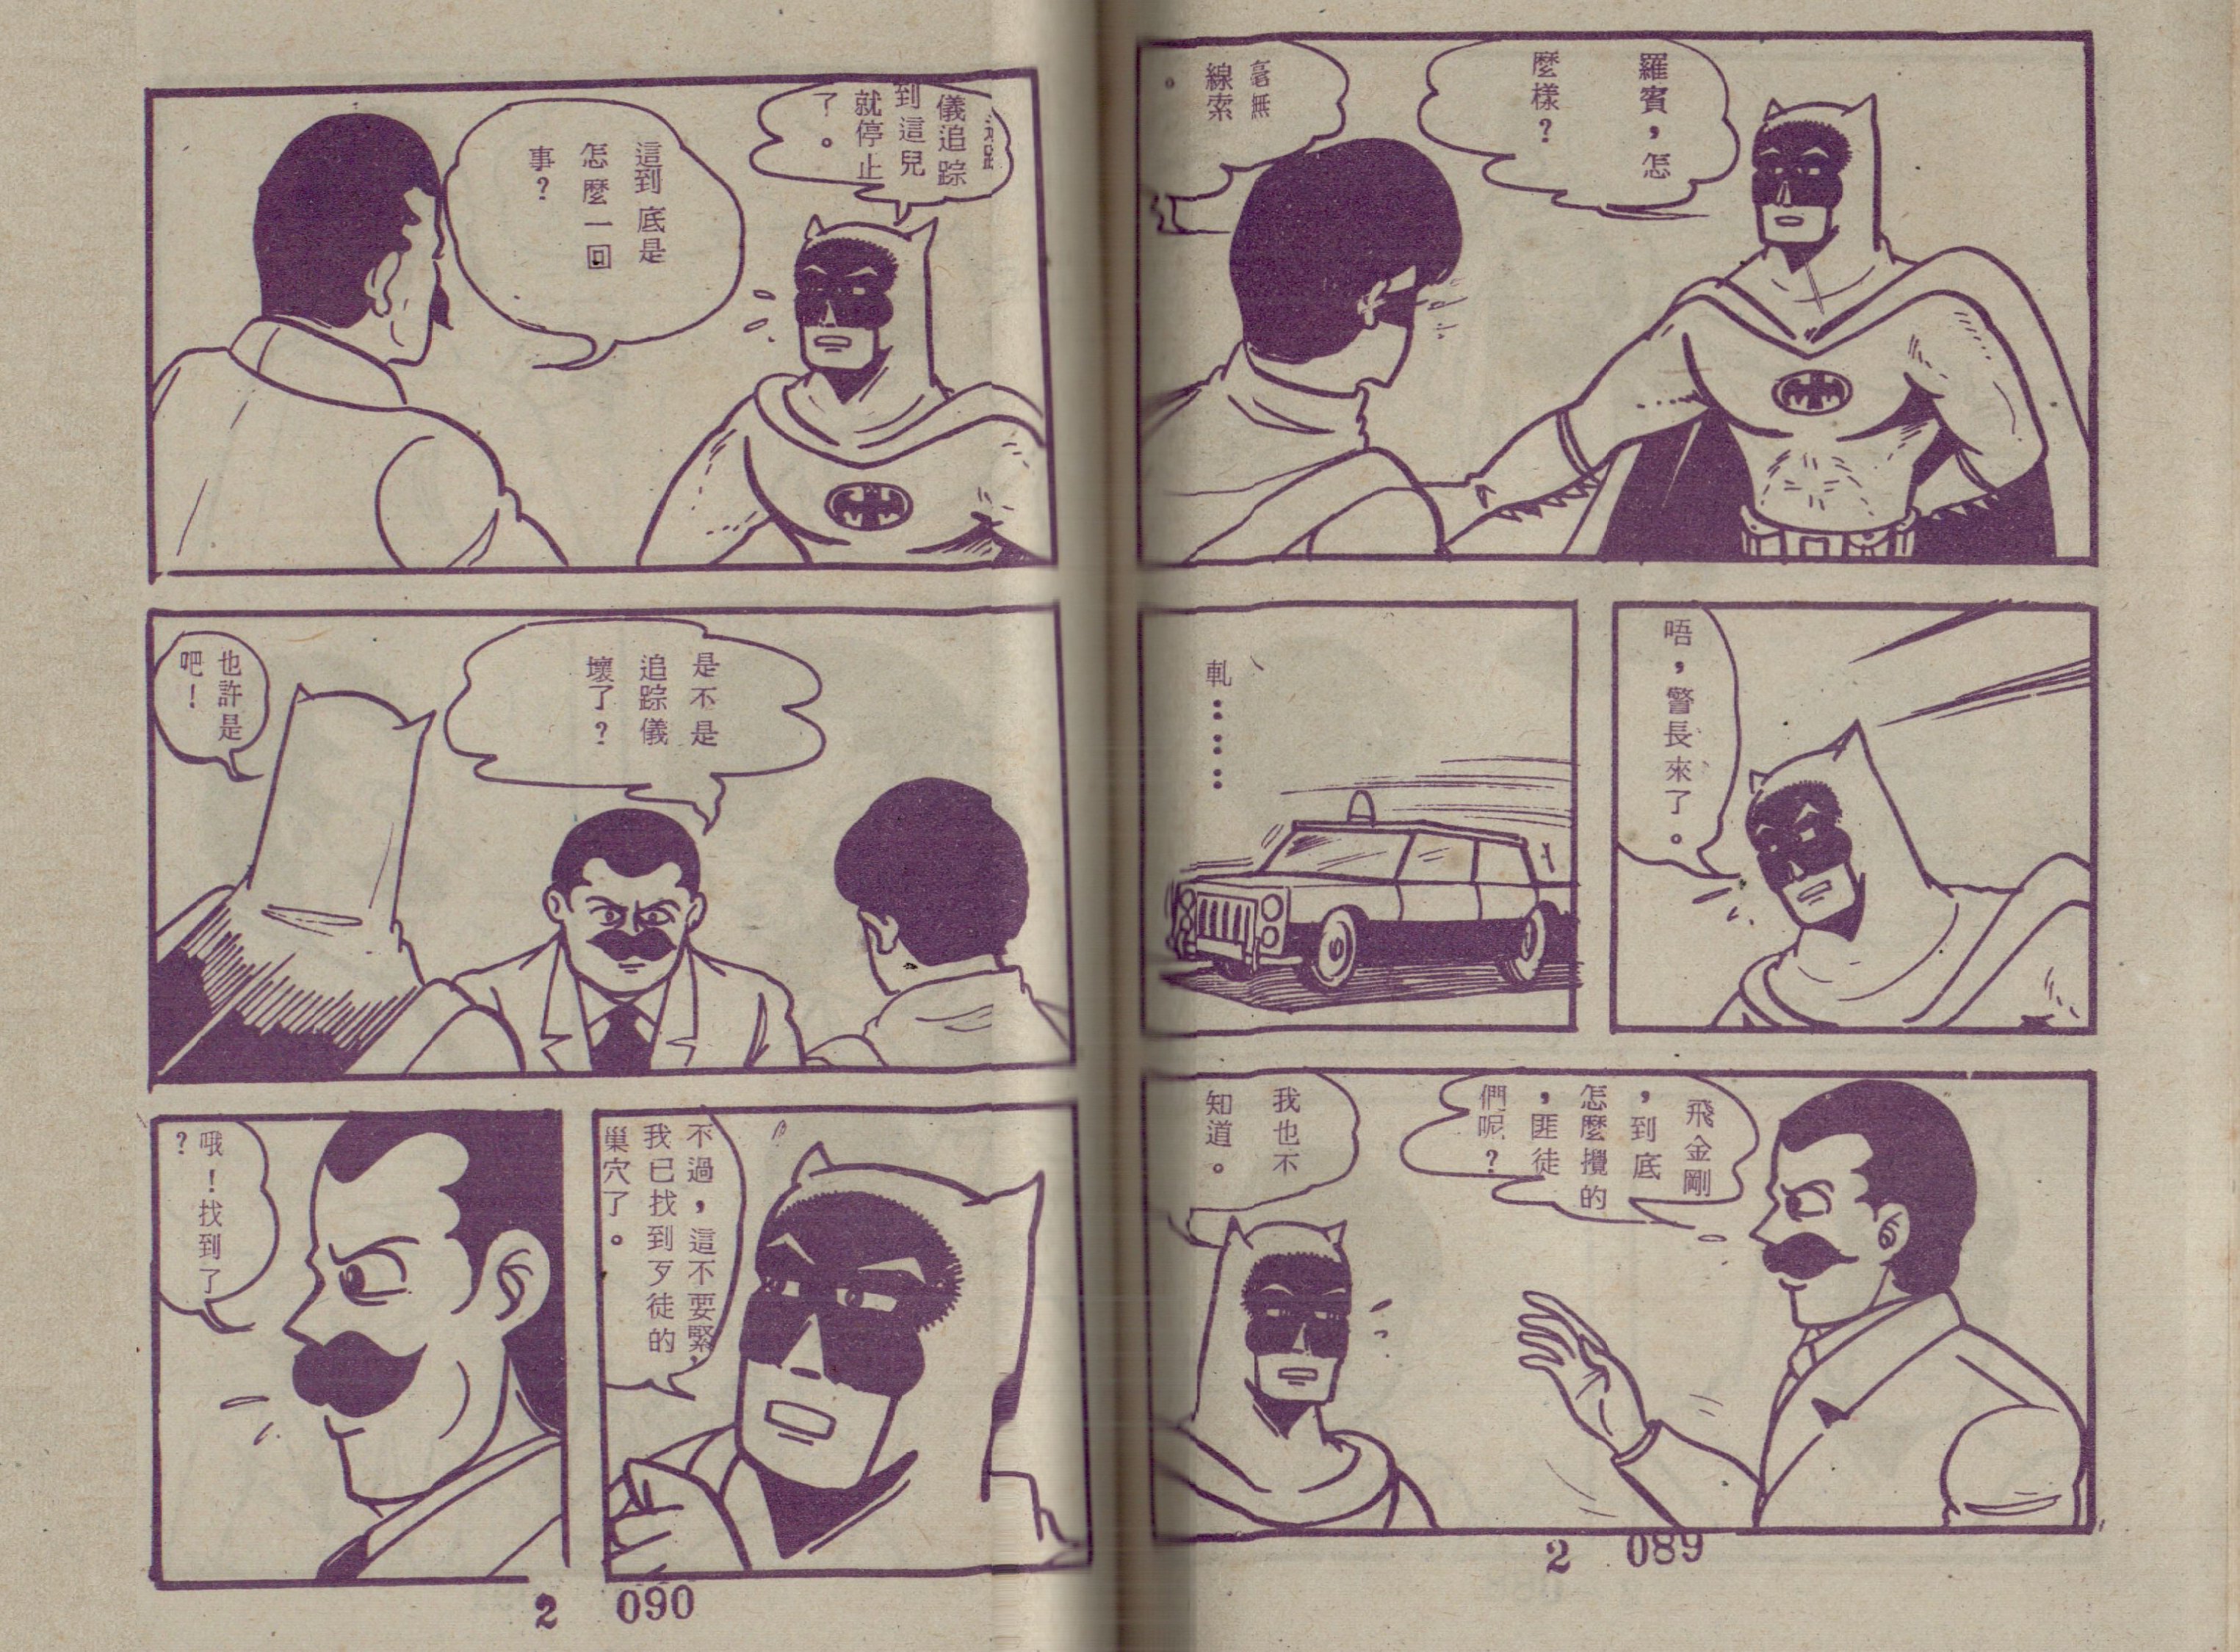 羅賓，怎
麼樣？
毫無
線索
。
唔，警長來了。
軋……
飛金剛
，到底
怎麼攪的
，匪徒
們呢？
我也不
知道。
2 089
儀追踪
到這兒
就停止
了。
這到底是
怎麼一回
事？
是不是
追踪儀
壞了？
也許是
吧！
不過，這不要緊，
我已找到歹徒的
巢穴了。
哦！找到了
？
2 090